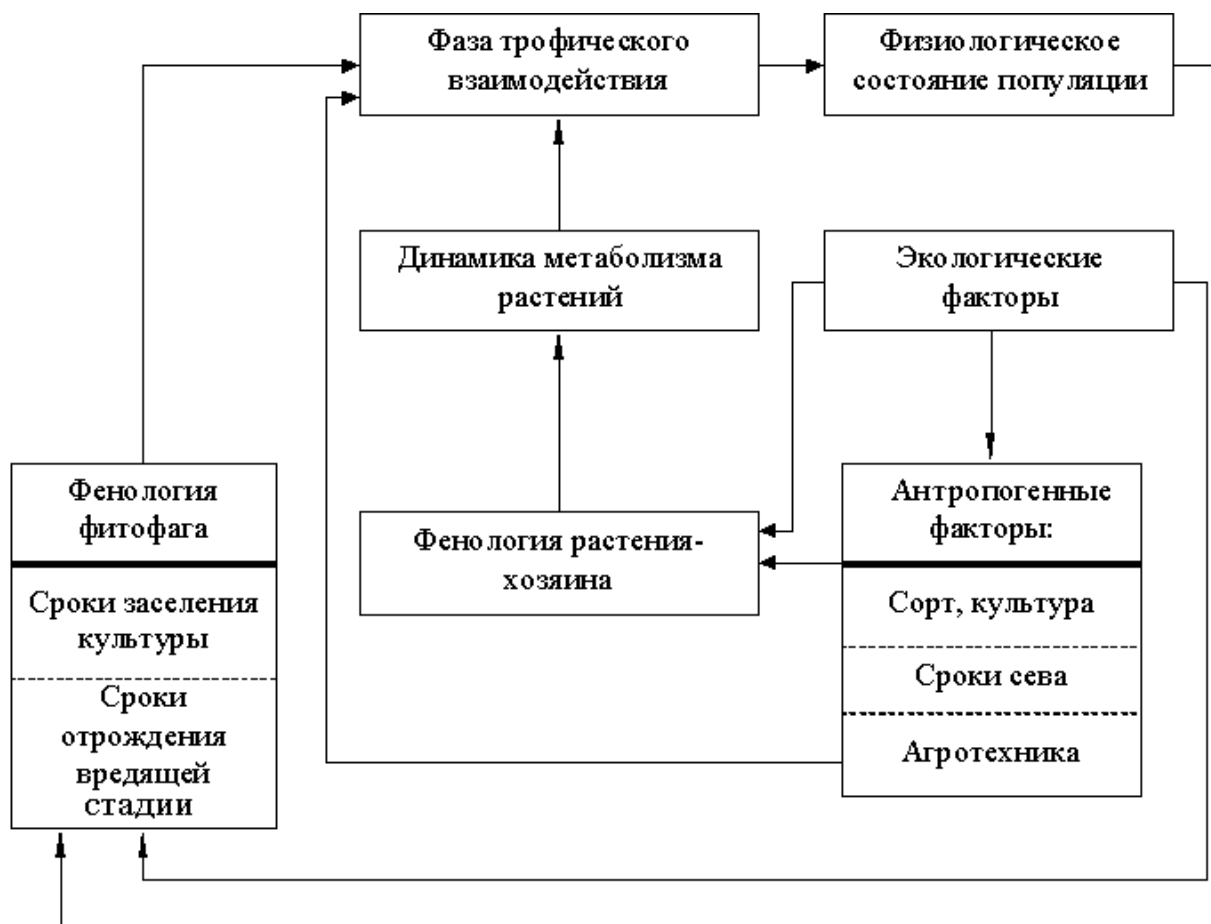 Фаза трофического
взаимодействия
Физиологическое
состояние популяции
Динамика метаболизма
растений
Экологические
факторы
Фенология
фитофага
Сроки заселения
культуры
Сроки
отрождения
вредящей
стадии
Фенология растения-
хозяина
Антропогенные
факторы:
Сорт, культура
Сроки сева
Агротехника